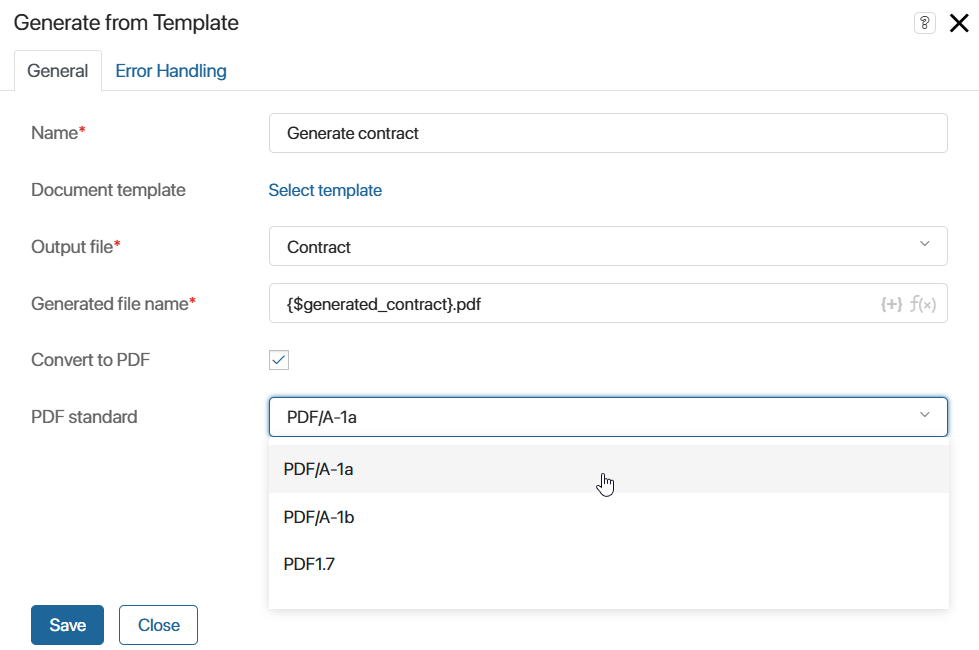 Generate from Template
?
General Error Handling
Name* Generate contract
Document template Select template
Output file* Contract
Generated file name* {$generated_contract}.pdf {+} f(×)
Convert to PDF
PDF standard PDF/A-1a
PDF/A-1a
PDF/A-1b
PDF1.7
Save Close